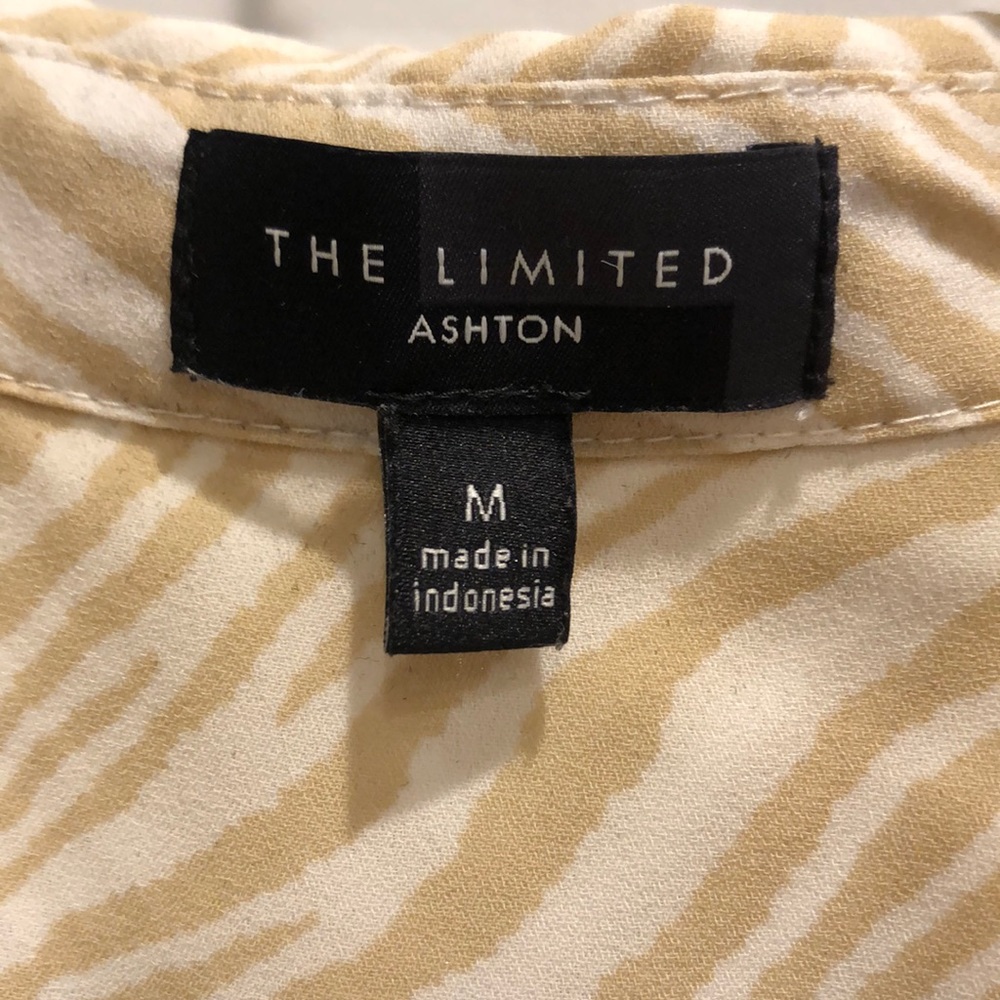 THE LIMITED
ASHTON
M
made in
indonesia